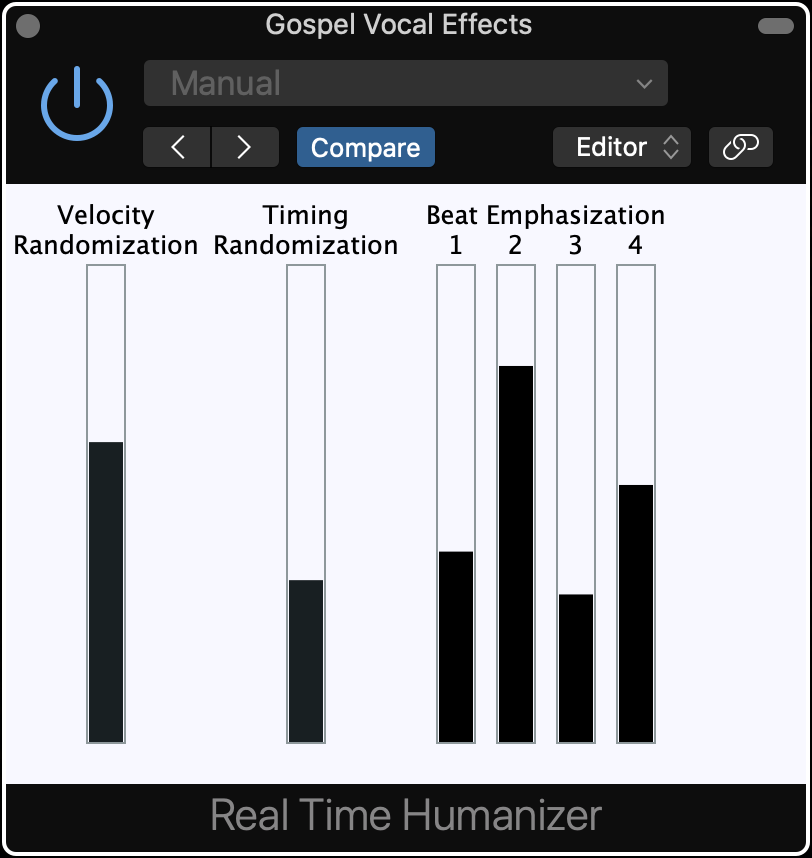 Gospel Vocal Effects
Manual
Compare
Editor
Velocity
Randomization
Timing
Randomization
Beat Emphasization
1 2 3 4
Real Time Humanizer